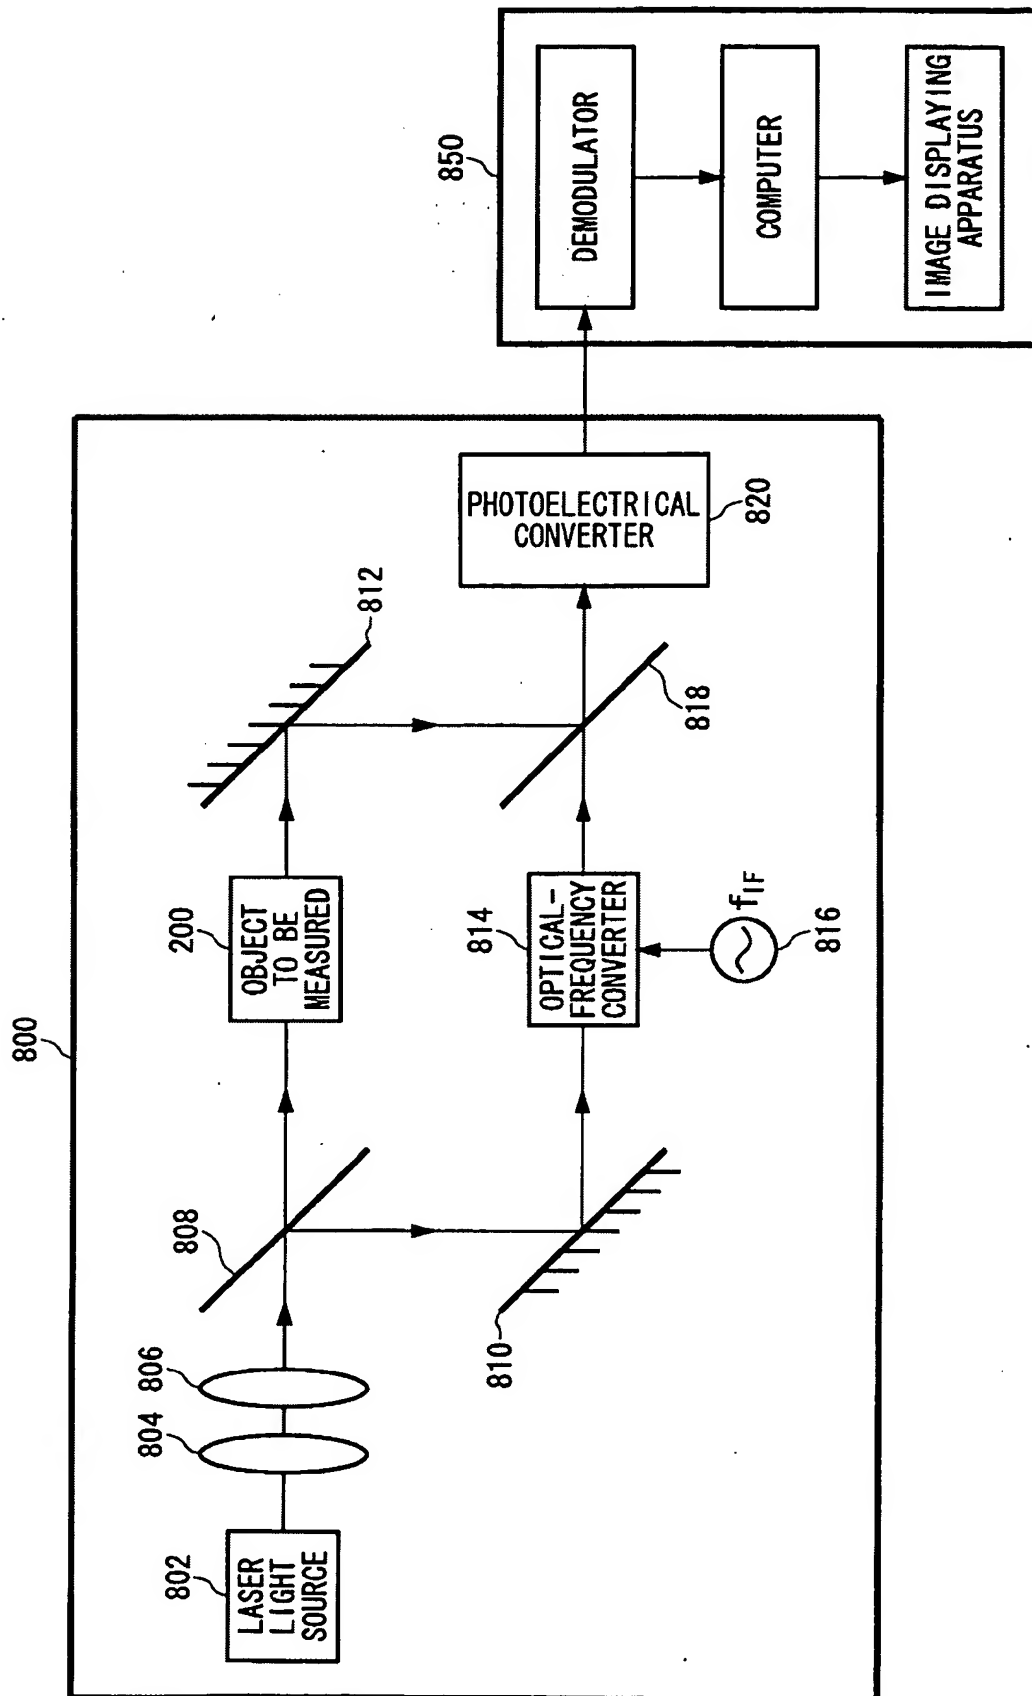 800
802
LASER
LIGHT
SOURCE
804
806
808
810
200
OBJECT
TO BE
MEASURED
812
814
OPTICAL-
FREQUENCY
CONVERTER
fIF
816
818
PHOTOELECTRICAL
CONVERTER
820
850
DEMODULATOR
COMPUTER
IMAGE DISPLAYING
APPARATUS